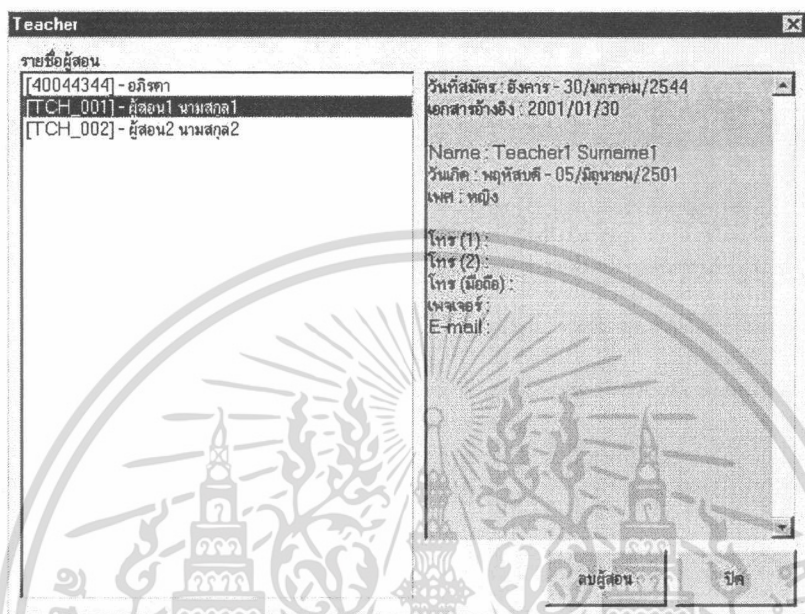 Teacher
รายชื่อผู้สอน
[40044344] - อภิรดา
[TCH_001] - ผู้สอน1 นามสกุล1
[TCH_002] - ผู้สอน2 นามสกุล2
วันที่สมัคร : อังคาร - 30/มกราคม/2544
เอกสารอ้างอิง : 2001/01/30
Name : Teacher1 Surname1
วันเกิด : พฤหัสบดี - 05/มิถุนายน/2501
เพศ : หญิง
โทร (1) :
โทร (2) :
โทร (มือถือ) :
เพจเจอร์ :
E-mail :
ลบผู้สอน
ปิด